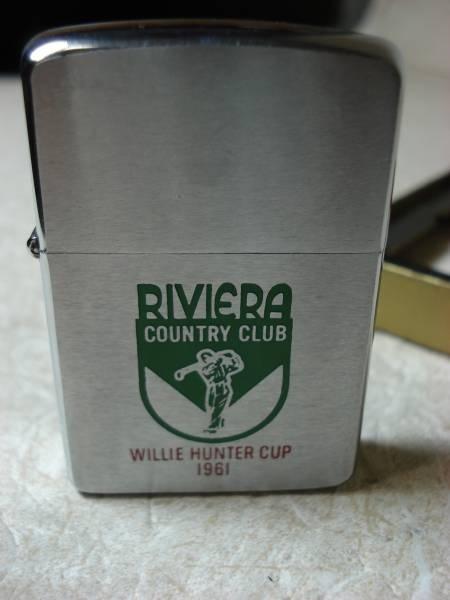 RIVIERA
COUNTRY CLUB
WILLIE HUNTER CUP
1961